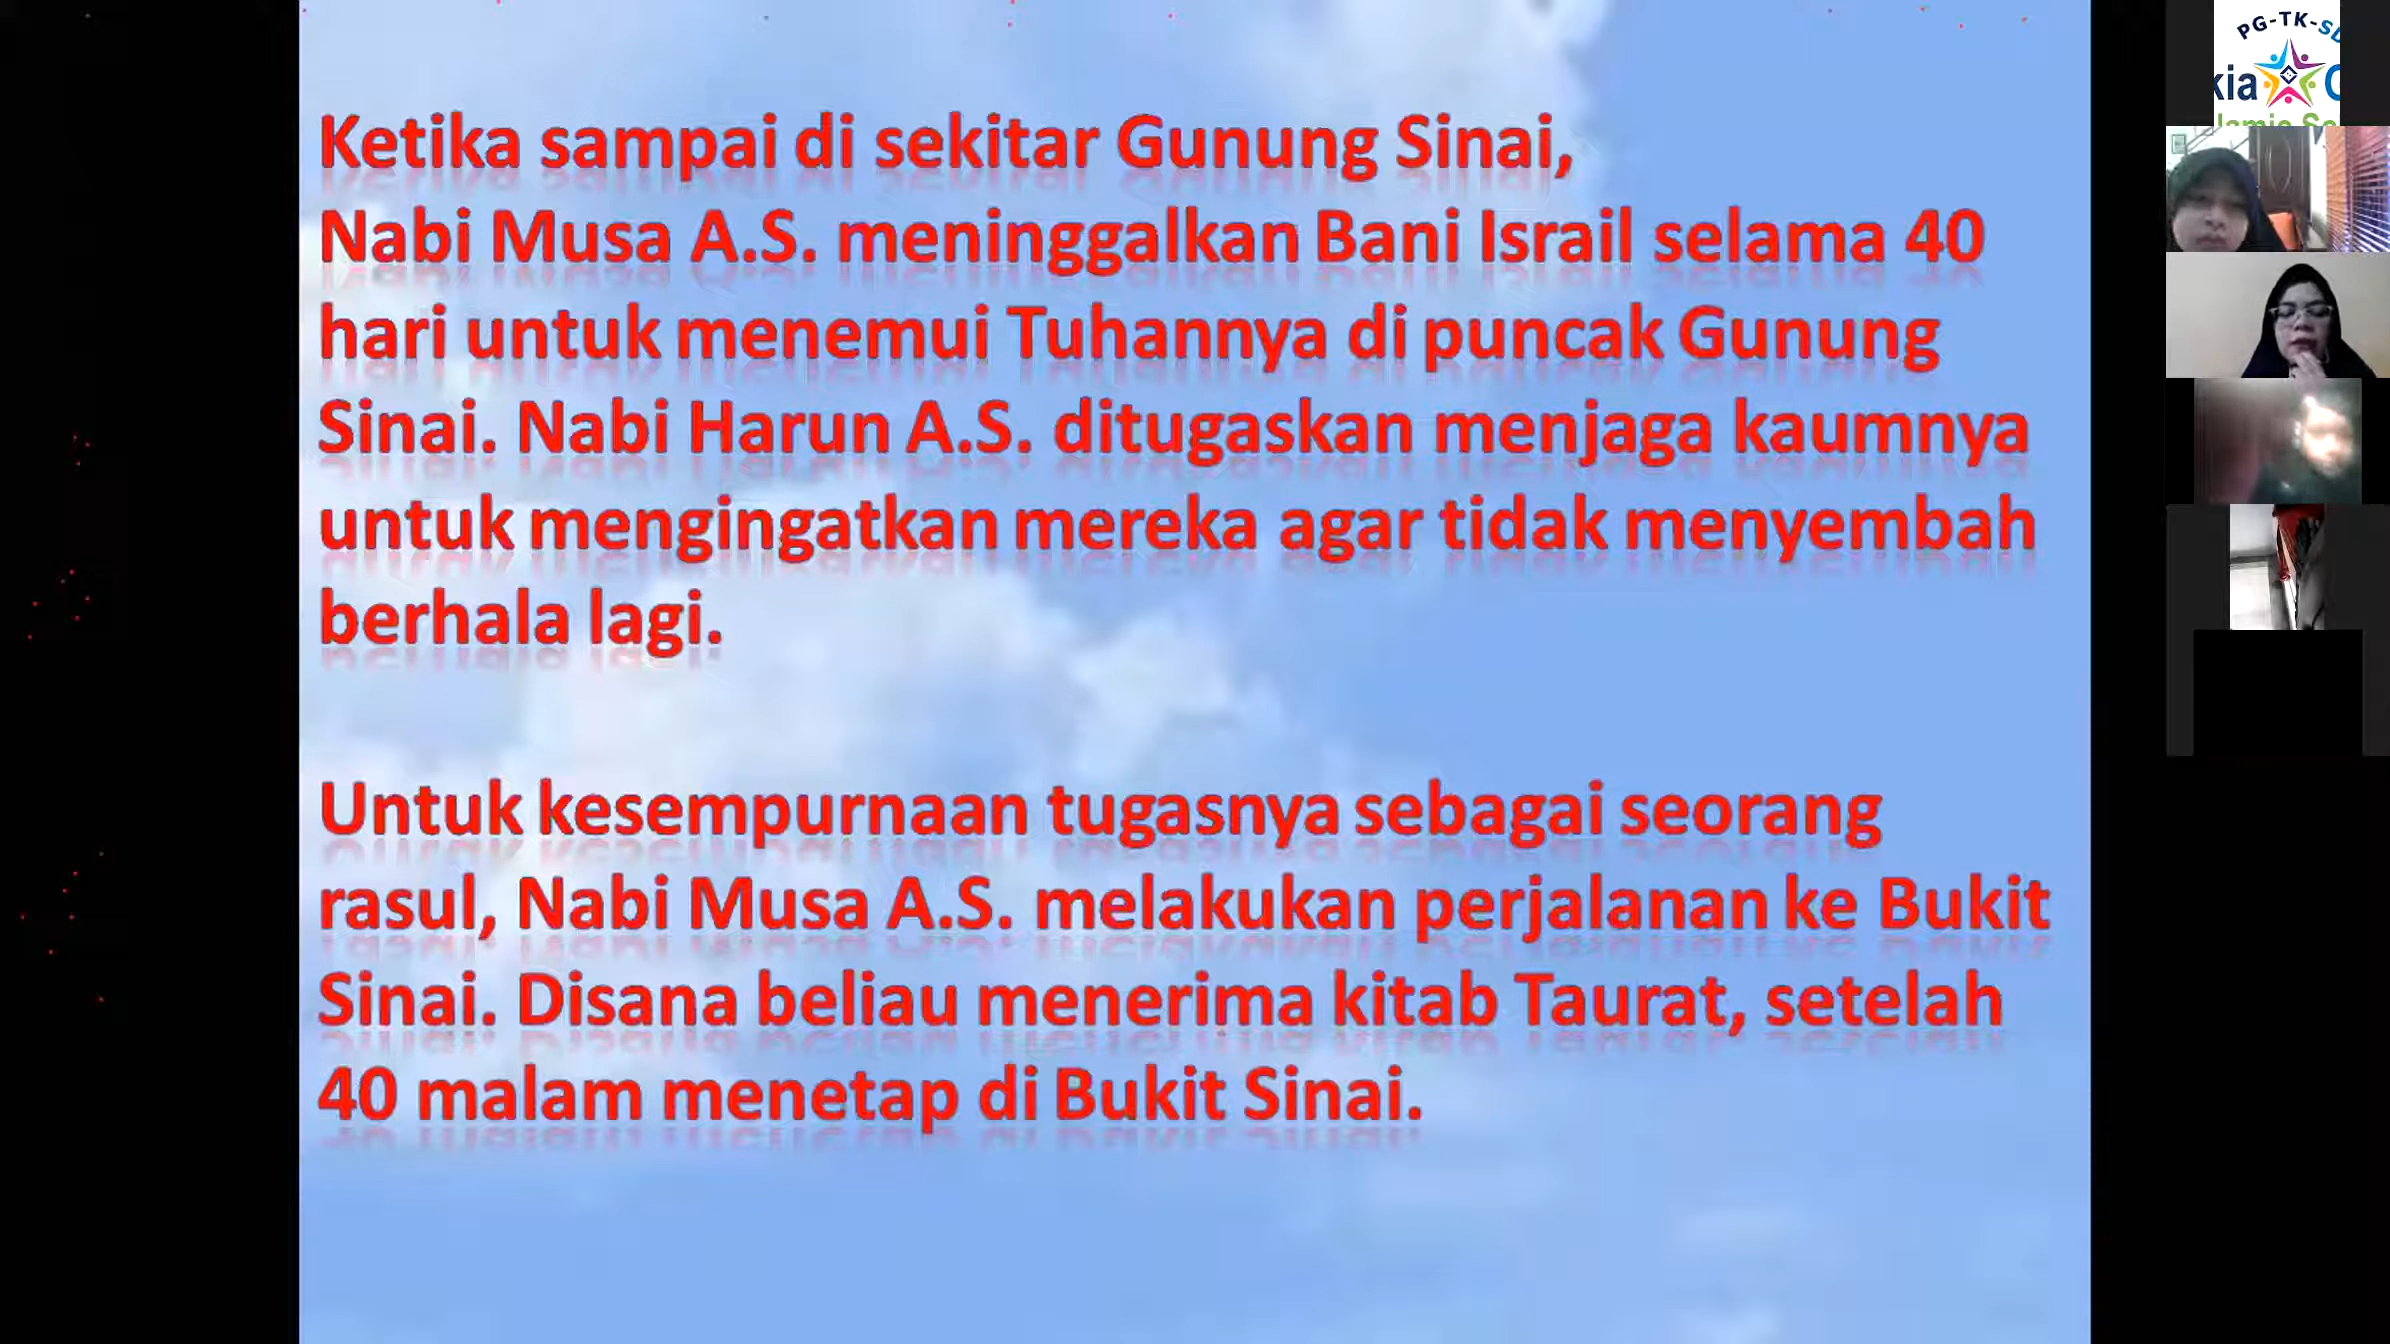 Ketika sampai di sekitar Gunung Sinai,
Nabi Musa A.S. meninggalkan Bani Israil selama 40
hari untuk menemui Tuhannya di puncak Gunung
Sinai. Nabi Harun A.S. ditugaskan menjaga kaumnya
untuk mengingatkan mereka agar tidak menyembah
berhala lagi.
Untuk kesempurnaan tugasnya sebagai seorang
rasul, Nabi Musa A.S. melakukan perjalanan ke Bukit
Sinai. Disana beliau menerima kitab Taurat, setelah
40 malam menetap di Bukit Sinai.
PG-TK-SD